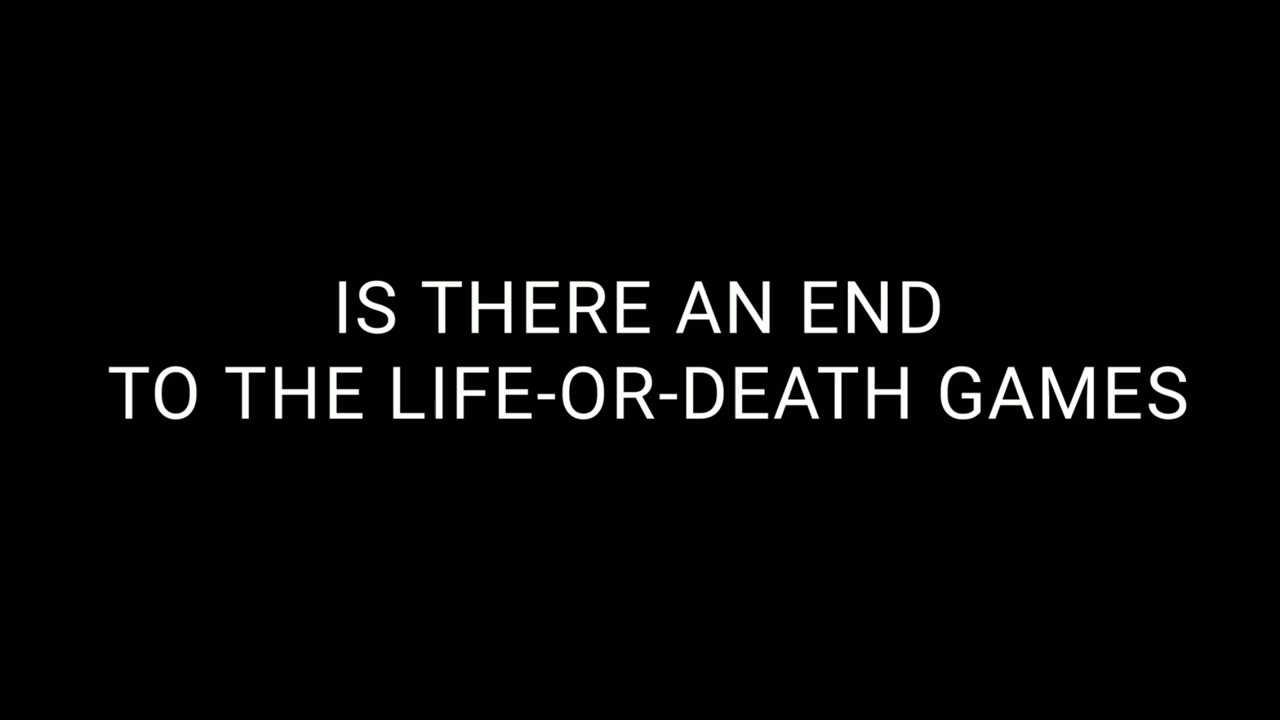 IS THERE AN END
TO THE LIFE-OR-DEATH GAMES